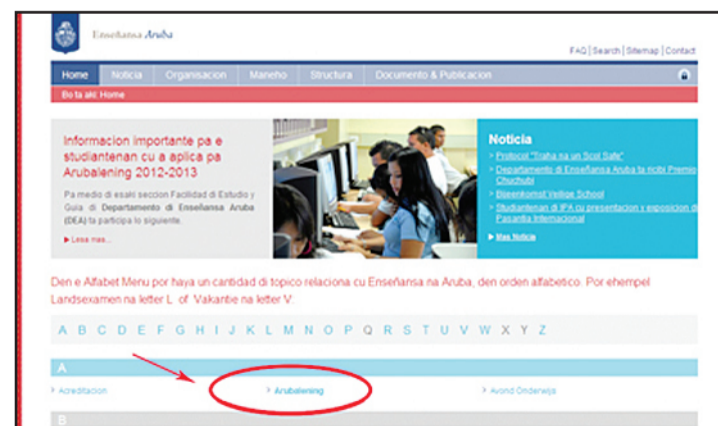 Enseñansa Aruba
FAQ | Search | Sitemap | Contact
Home Noticia Organisacion Maneho Structura Documento & Publicacion
Bo ta aki: Home
Informacion importante pa e
studiantenan cu a aplica pa
Arubalening 2012-2013
Pa medio di esaki seccion Facilidad di Estudio y
Guia di Departamento di Enseñansa Aruba
(DEA) ta participa lo siguiente.
Lesa mas...
Noticia
> Protocol "Traha na un Scol Safe"
> Departamento di Enseñansa Aruba ta ricibi Premio
Chuchubi
> Bijeenkomst Veilige School
> Studiantenan di IPA cu presentacion y exposicion di
Pasantia Internacional
Mas Noticia
Den e Alfabet Menu por haya un cantidad di topico relaciona cu Enseñansa na Aruba, den orden alfabetico. Por ehempel
Landsexamen na letter L of Vakantie na letter V.
A B C D E F G H I J K L M N O P Q R S T U V W X Y Z
A
> Acreditacion > Arubalening > Avond Onderwijs
B